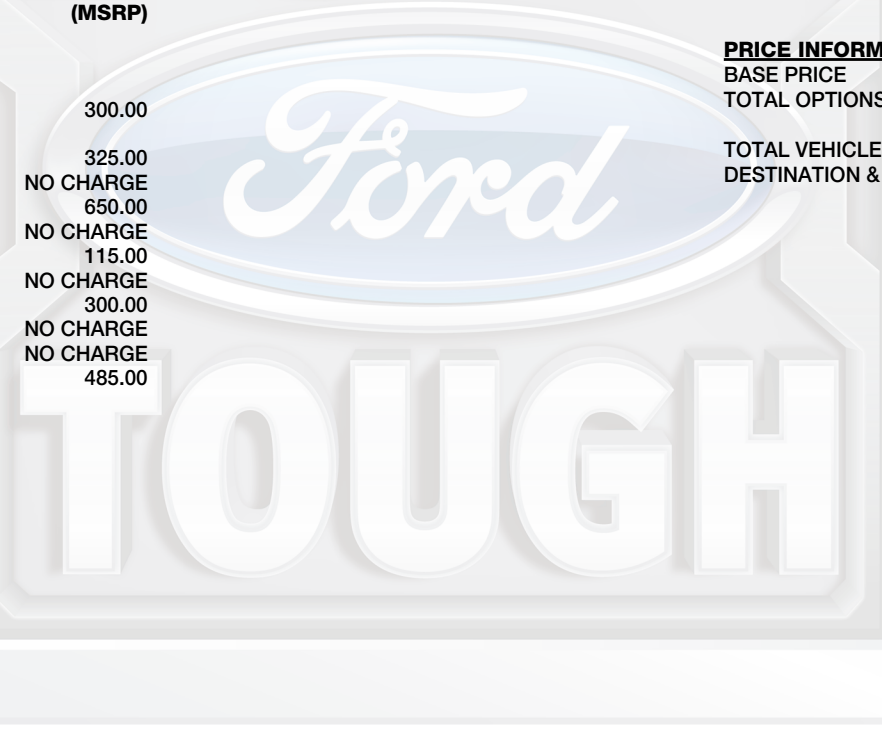 (MSRP)
300.00
325.00
NO CHARGE
650.00
NO CHARGE
115.00
NO CHARGE
300.00
NO CHARGE
NO CHARGE
485.00
PRICE INFORM
BASE PRICE
TOTAL OPTIONS
TOTAL VEHICLE
DESTINATION &
Ford
TOUGH